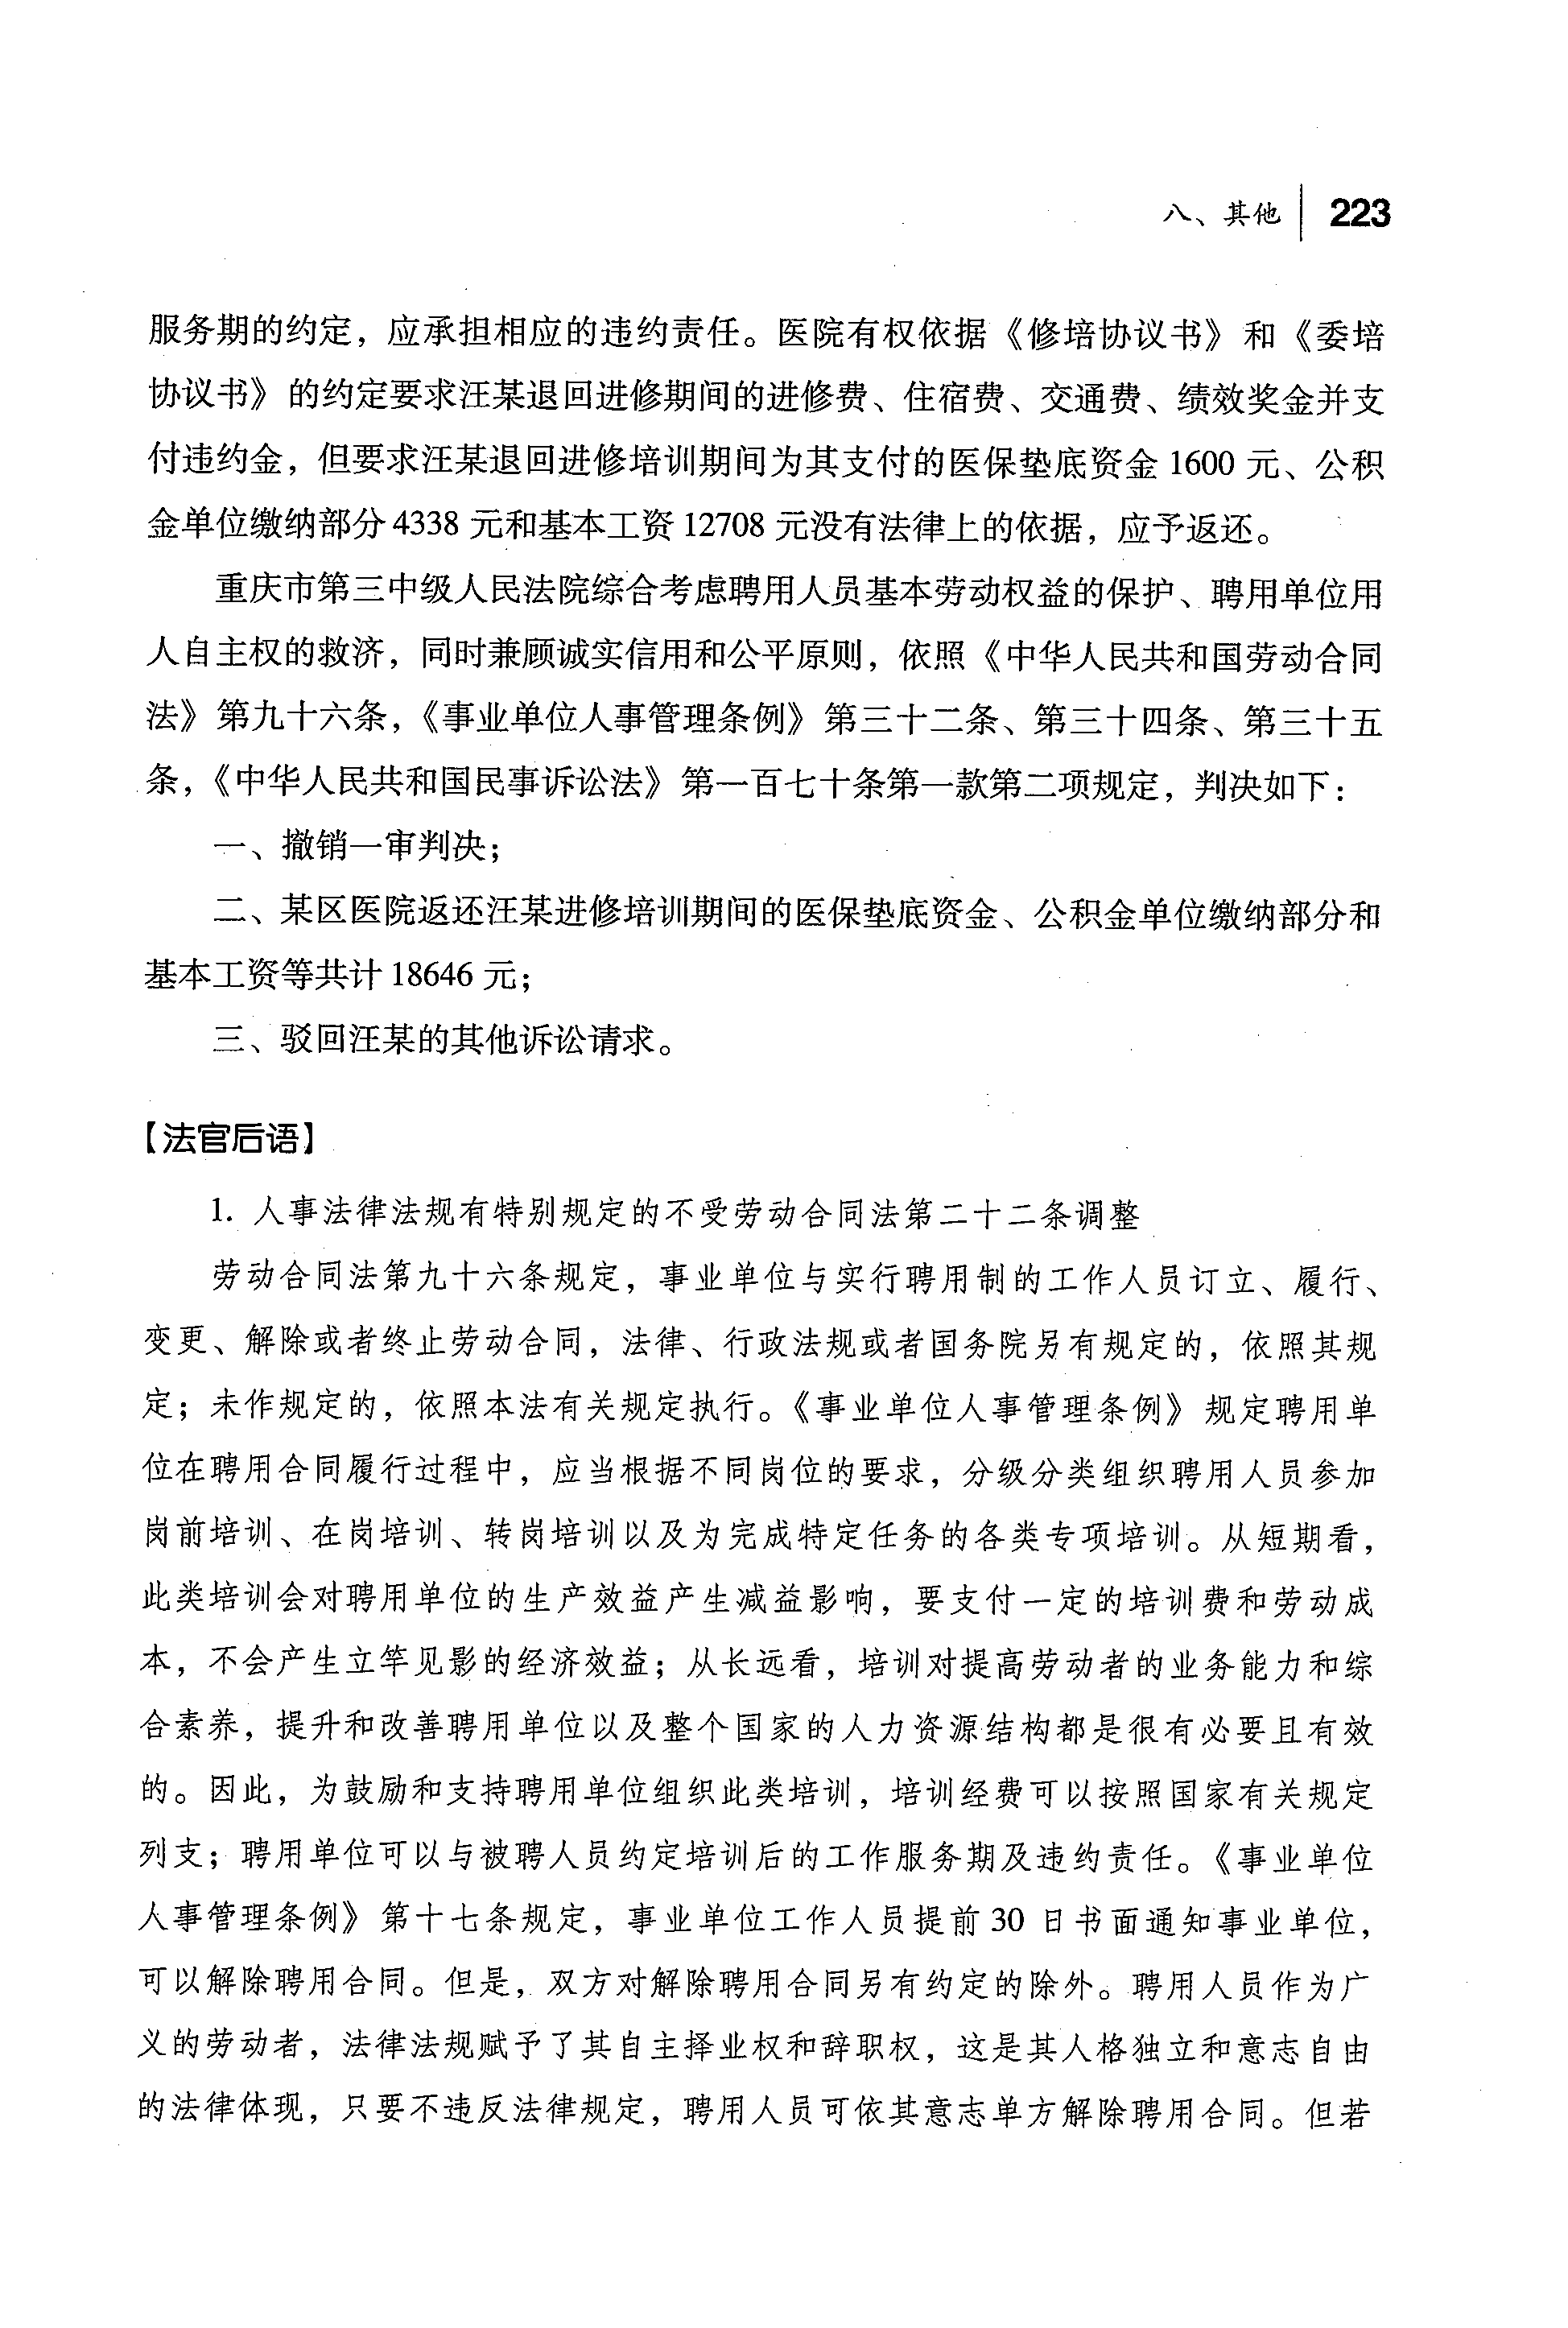 八、其他 223
服务期的约定，应承担相应的违约责任。医院有权依据《修培协议书》和《委培
协议书》的约定要求汪某退回进修期间的进修费、住宿费、交通费、绩效奖金并支
付违约金，但要求汪某退回进修培训期间为其支付的医保垫底资金 1600 元、公积
金单位缴纳部分 4338 元和基本工资 12708 元没有法律上的依据，应予返还。
重庆市第三中级人民法院综合考虑聘用人员基本劳动权益的保护、聘用单位用
人自主权的救济，同时兼顾诚实信用和公平原则，依照《中华人民共和国劳动合同
法》第九十六条，《事业单位人事管理条例》第三十二条、第三十四条、第三十五
条，《中华人民共和国民事诉讼法》第一百七十条第一款第二项规定，判决如下：
一、撤销一审判决；
二、某区医院返还汪某进修培训期间的医保垫底资金、公积金单位缴纳部分和
基本工资等共计 18646 元；
三、驳回汪某的其他诉讼请求。
【法官后语】
1. 人事法律法规有特别规定的不受劳动合同法第二十二条调整
劳动合同法第九十六条规定，事业单位与实行聘用制的工作人员订立、履行、
变更、解除或者终止劳动合同，法律、行政法规或者国务院另有规定的，依照其规
定；未作规定的，依照本法有关规定执行。《事业单位人事管理条例》规定聘用单
位在聘用合同履行过程中，应当根据不同岗位的要求，分级分类组织聘用人员参加
岗前培训、在岗培训、转岗培训以及为完成特定任务的各类专项培训。从短期看，
此类培训会对聘用单位的生产效益产生减益影响，要支付一定的培训费和劳动成
本，不会产生立竿见影的经济效益；从长远看，培训对提高劳动者的业务能力和综
合素养，提升和改善聘用单位以及整个国家的人力资源结构都是很有必要且有效
的。因此，为鼓励和支持聘用单位组织此类培训，培训经费可以按照国家有关规定
列支；聘用单位可以与被聘人员约定培训后的工作服务期及违约责任。《事业单位
人事管理条例》第十七条规定，事业单位工作人员提前 30 日书面通知事业单位，
可以解除聘用合同。但是，双方对解除聘用合同另有约定的除外。聘用人员作为广
义的劳动者，法律法规赋予了其自主择业权和辞职权，这是其人格独立和意志自由
的法律体现，只要不违反法律规定，聘用人员可依其意志单方解除聘用合同。但若